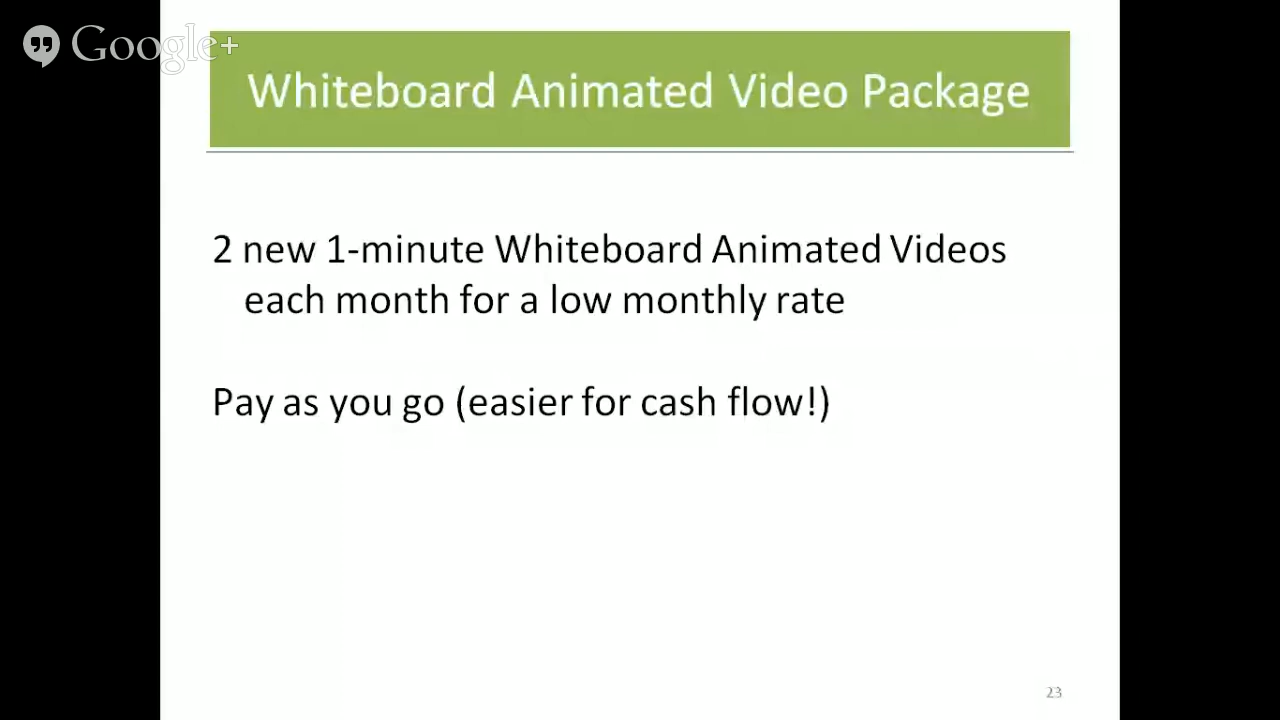 Google+
Whiteboard Animated Video Package
2 new 1-minute Whiteboard Animated Videos
each month for a low monthly rate
Pay as you go (easier for cash flow!)
23